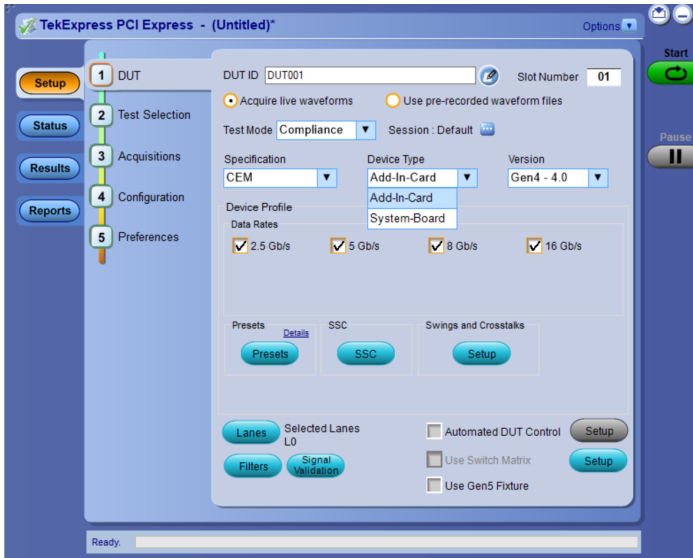 TekExpress PCI Express - (Untitled)*
Options
Start
Pause
Setup
Status
Results
Reports
1 DUT
2 Test Selection
3 Acquisitions
4 Configuration
5 Preferences
DUT ID DUT001
Slot Number 01
Acquire live waveforms
Use pre-recorded waveform files
Test Mode Compliance
Session : Default
Specification
Device Type
Version
CEM
Add-In-Card
Gen4 - 4.0
Add-In-Card
System-Board
Device Profile
Data Rates
2.5 Gb/s
5 Gb/s
8 Gb/s
16 Gb/s
Presets
Details
SSC
Swings and Crosstalks
Presets
SSC
Setup
Lanes
Selected Lanes
L0
Filters
Signal
Validation
Automated DUT Control
Setup
Use Switch Matrix
Setup
Use Gen5 Fixture
Ready.